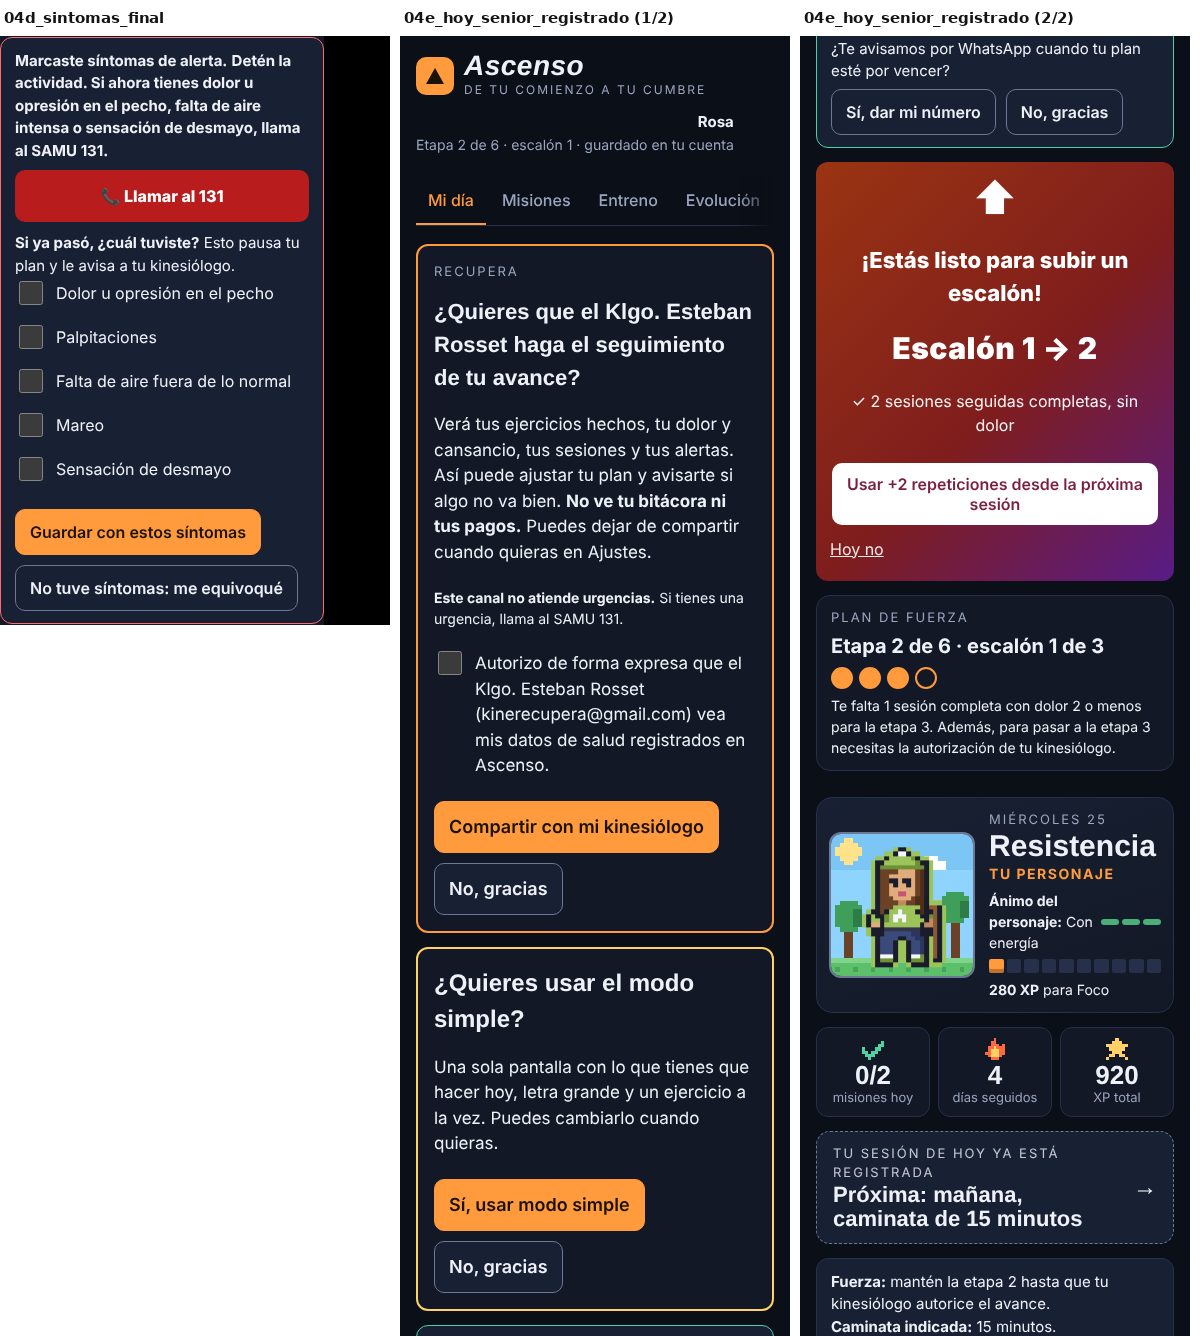 04d_sintomas_final
Marcaste síntomas de alerta. Detén la
actividad. Si ahora tienes dolor u
opresión en el pecho, falta de aire
intensa o sensación de desmayo, llama
al SAMU 131.
Llamar al 131
Si ya pasó, ¿cuál tuviste? Esto pausa tu
plan y le avisa a tu kinesiólogo.
Dolor u opresión en el pecho
Palpitaciones
Falta de aire fuera de lo normal
Mareo
Sensación de desmayo
Guardar con estos síntomas
No tuve síntomas: me equivoqué
04e_hoy_senior_registrado (1/2)
Ascenso
DE TU COMIENZO A TU CUMBRE
Rosa
Etapa 2 de 6 · escalón 1 · guardado en tu cuenta
Mi día Misiones Entreno Evolución
RECUPERA
¿Quieres que el Klgo. Esteban
Rosset haga el seguimiento
de tu avance?
Verá tus ejercicios hechos, tu dolor y
cansancio, tus sesiones y tus alertas.
Así puede ajustar tu plan y avisarte si
algo no va bien. No ve tu bitácora ni
tus pagos. Puedes dejar de compartir
cuando quieras en Ajustes.
Este canal no atiende urgencias. Si tienes una
urgencia, llama al SAMU 131.
Autorizo de forma expresa que el
Klgo. Esteban Rosset
(kinerecupera@gmail.com) vea
mis datos de salud registrados en
Ascenso.
Compartir con mi kinesiólogo
No, gracias
¿Quieres usar el modo
simple?
Una sola pantalla con lo que tienes que
hacer hoy, letra grande y un ejercicio a
la vez. Puedes cambiarlo cuando
quieras.
Sí, usar modo simple
No, gracias
04e_hoy_senior_registrado (2/2)
¿Te avisamos por WhatsApp cuando tu plan
esté por vencer?
Sí, dar mi número
No, gracias
¡Estás listo para subir un
escalón!
Escalón 1 → 2
✓ 2 sesiones seguidas completas, sin
dolor
Usar +2 repeticiones desde la próxima
sesión
Hoy no
PLAN DE FUERZA
Etapa 2 de 6 · escalón 1 de 3
Te falta 1 sesión completa con dolor 2 o menos
para la etapa 3. Además, para pasar a la etapa 3
necesitas la autorización de tu kinesiólogo.
MIÉRCOLES 25
Resistencia
TU PERSONAJE
Ánimo del
personaje: Con
energía
280 XP para Foco
0/2
misiones hoy
4
días seguidos
920
XP total
TU SESIÓN DE HOY YA ESTÁ
REGISTRADA
Próxima: mañana,
caminata de 15 minutos
→
Fuerza: mantén la etapa 2 hasta que tu
kinesiólogo autorice el avance.
Caminata indicada: 15 minutos.